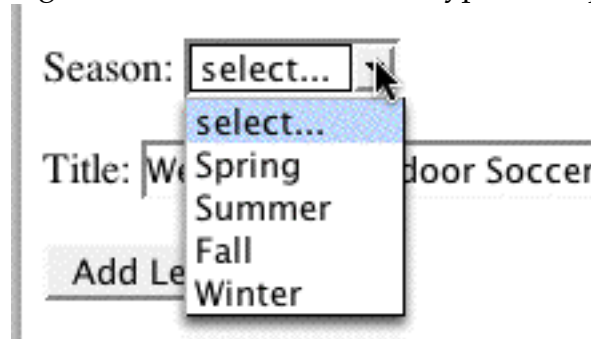 Season: select...
select...
Title: We Spring door Soccer
Summer
Fall
Add Le
Winter